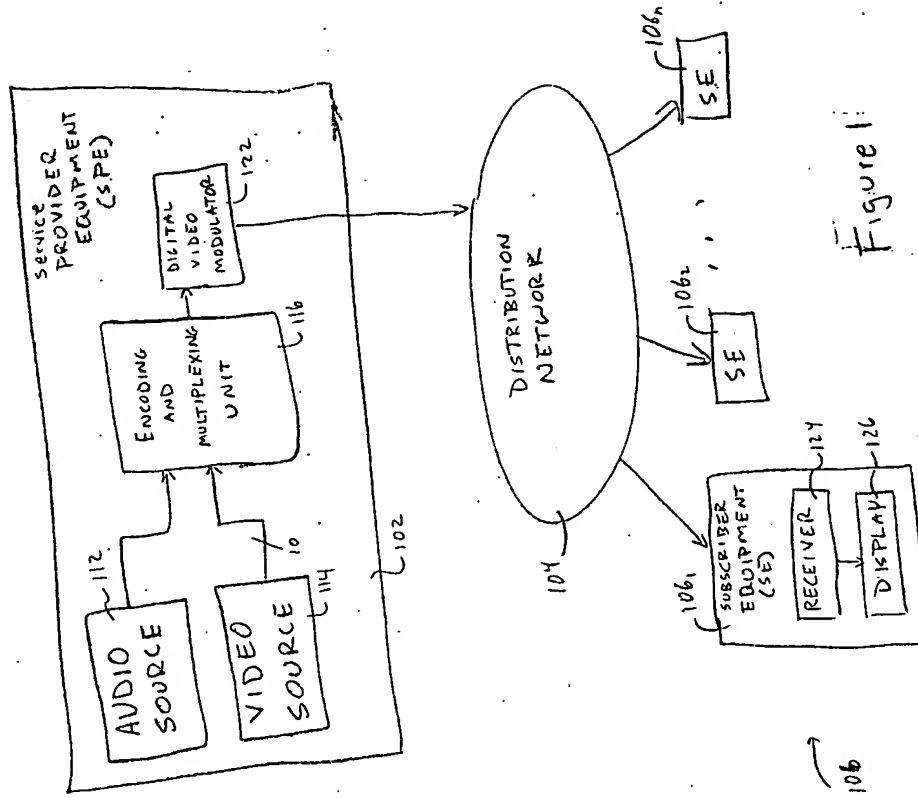 Service
PROVIDER
EQUIPMENT
(SPE)
DIGITAL
VIDEO
MODULATOR
122
ENCODING
AND
MULTIPLEXING
UNIT
116
112
AUDIO
SOURCE
10
VIDEO
SOURCE
114
102
DISTRIBUTION
NETWORK
104
106₁
SUBSCRIBER
EQUIPMENT
(SE)
RECEIVER
124
DISPLAY
126
106₂
SE
106n
SE
106
Figure 1